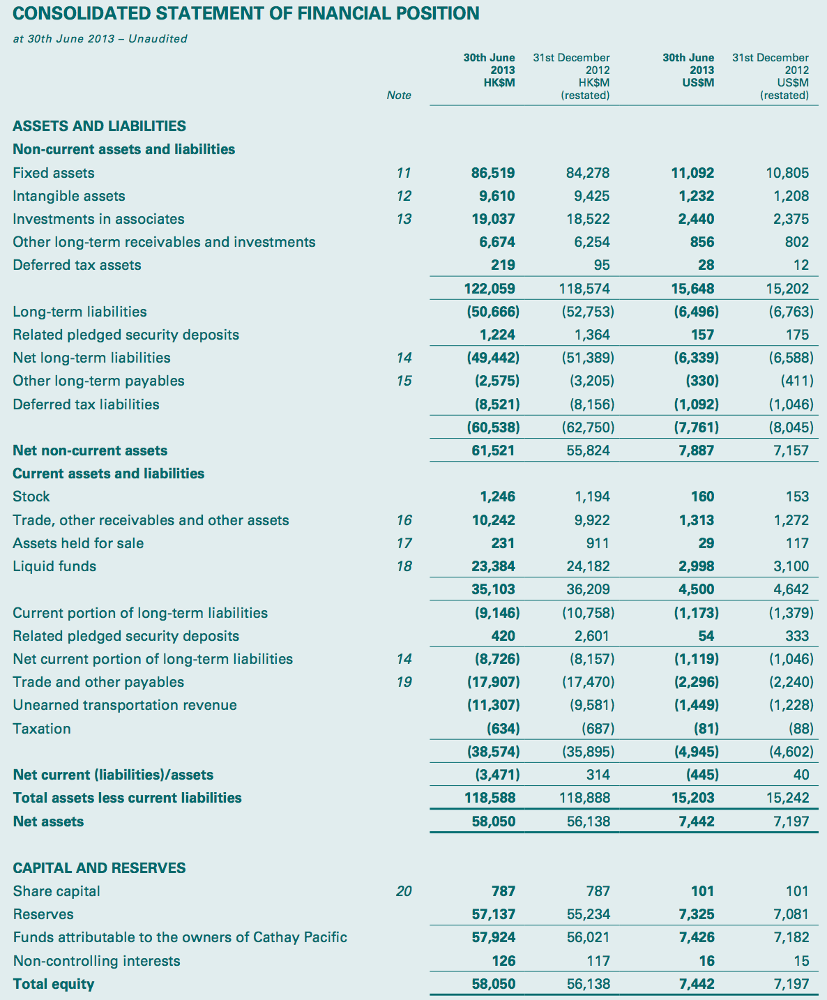 CONSOLIDATED STATEMENT OF FINANCIAL POSITION
at 30th June 2013 – Unaudited
30th June 31st December 30th June 31st December
2013 2012 2013 2012
HK$M HK$M US$M US$M
Note (restated) (restated)
ASSETS AND LIABILITIES
Non-current assets and liabilities
Fixed assets 11 86,519 84,278 11,092 10,805
Intangible assets 12 9,610 9,425 1,232 1,208
Investments in associates 13 19,037 18,522 2,440 2,375
Other long-term receivables and investments 6,674 6,254 856 802
Deferred tax assets 219 95 28 12
122,059 118,574 15,648 15,202
Long-term liabilities (50,666) (52,753) (6,496) (6,763)
Related pledged security deposits 1,224 1,364 157 175
Net long-term liabilities 14 (49,442) (51,389) (6,339) (6,588)
Other long-term payables 15 (2,575) (3,205) (330) (411)
Deferred tax liabilities (8,521) (8,156) (1,092) (1,046)
(60,538) (62,750) (7,761) (8,045)
Net non-current assets 61,521 55,824 7,887 7,157
Current assets and liabilities
Stock 1,246 1,194 160 153
Trade, other receivables and other assets 16 10,242 9,922 1,313 1,272
Assets held for sale 17 231 911 29 117
Liquid funds 18 23,384 24,182 2,998 3,100
35,103 36,209 4,500 4,642
Current portion of long-term liabilities (9,146) (10,758) (1,173) (1,379)
Related pledged security deposits 420 2,601 54 333
Net current portion of long-term liabilities 14 (8,726) (8,157) (1,119) (1,046)
Trade and other payables 19 (17,907) (17,470) (2,296) (2,240)
Unearned transportation revenue (11,307) (9,581) (1,449) (1,228)
Taxation (634) (687) (81) (88)
(38,574) (35,895) (4,945) (4,602)
Net current (liabilities)/assets (3,471) 314 (445) 40
Total assets less current liabilities 118,588 118,888 15,203 15,242
Net assets 58,050 56,138 7,442 7,197
CAPITAL AND RESERVES
Share capital 20 787 787 101 101
Reserves 57,137 55,234 7,325 7,081
Funds attributable to the owners of Cathay Pacific 57,924 56,021 7,426 7,182
Non-controlling interests 126 117 16 15
Total equity 58,050 56,138 7,442 7,197